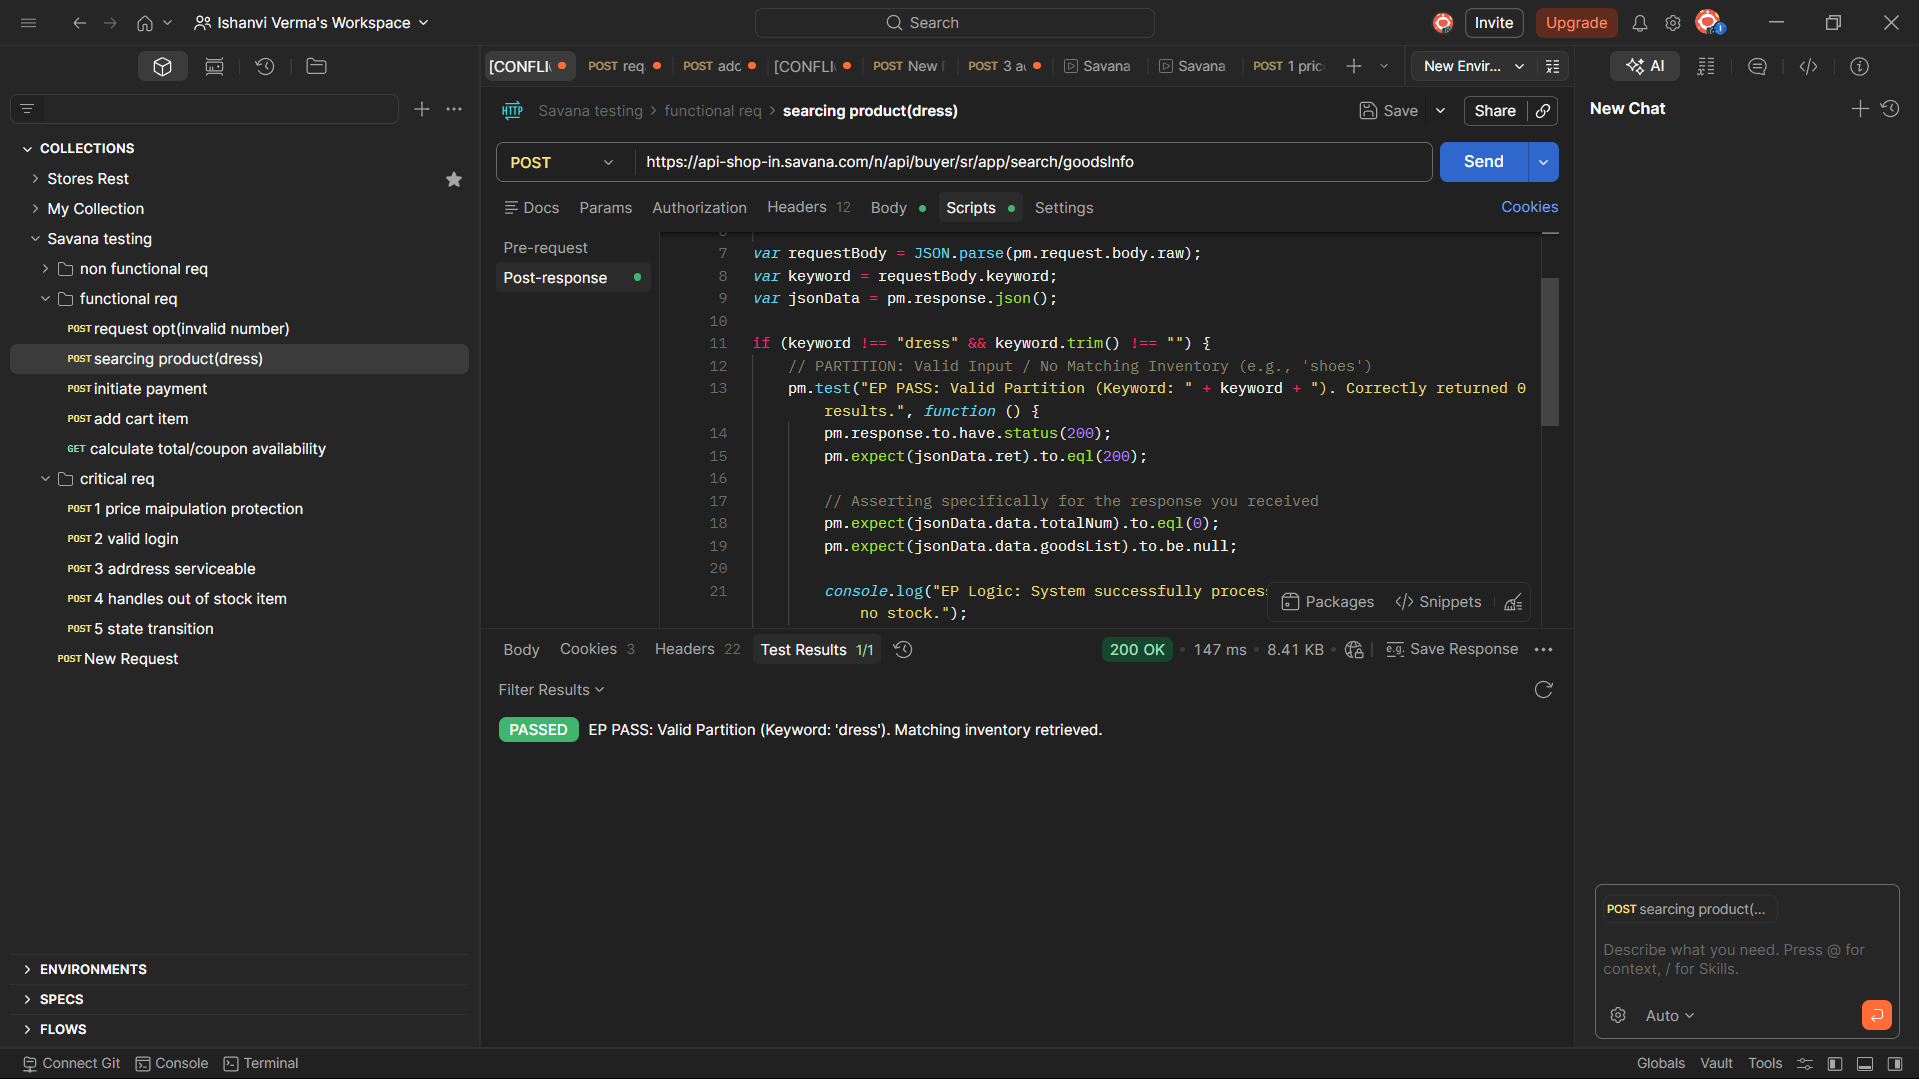 Ishanvi Verma's Workspace
Search
Invite
Upgrade
[CONFLI
POST req
POST add
[CONFLI
POST New
POST 3 a
Savana
Savana
POST 1 pric
New Envir...
AI
HTTP Savana testing > functional req > searcing product(dress)
Save
Share
New Chat
COLLECTIONS
Stores Rest
My Collection
Savana testing
non functional req
functional req
POST request opt(invalid number)
POST searcing product(dress)
POST initiate payment
POST add cart item
GET calculate total/coupon availability
critical req
POST 1 price maipulation protection
POST 2 valid login
POST 3 adrdress serviceable
POST 4 handles out of stock item
POST 5 state transition
POST New Request
ENVIRONMENTS
SPECS
FLOWS
POST
https://api-shop-in.savana.com/n/api/buyer/sr/app/search/goodsInfo
Send
Docs Params Authorization Headers 12 Body Scripts Settings
Cookies
Pre-request
Post-response
7 var requestBody = JSON.parse(pm.request.body.raw);
8 var keyword = requestBody.keyword;
9 var jsonData = pm.response.json();
10
11 if (keyword !== "dress" && keyword.trim() !== "") {
12 // PARTITION: Valid Input / No Matching Inventory (e.g., 'shoes')
13 pm.test("EP PASS: Valid Partition (Keyword: " + keyword + "). Correctly returned 0
results.", function () {
14 pm.response.to.have.status(200);
15 pm.expect(jsonData.ret).to.eql(200);
16
17 // Asserting specifically for the response you received
18 pm.expect(jsonData.data.totalNum).to.eql(0);
19 pm.expect(jsonData.data.goodsList).to.be.null;
20
21 console.log("EP Logic: System successfully process
no stock.");
Packages
Snippets
Body Cookies 3 Headers 22 Test Results 1/1
200 OK • 147 ms • 8.41 KB •
e.g. Save Response
Filter Results
PASSED EP PASS: Valid Partition (Keyword: 'dress'). Matching inventory retrieved.
POST searcing product(...
Describe what you need. Press @ for
context, / for Skills.
Auto
Connect Git
Console
Terminal
Globals
Vault
Tools